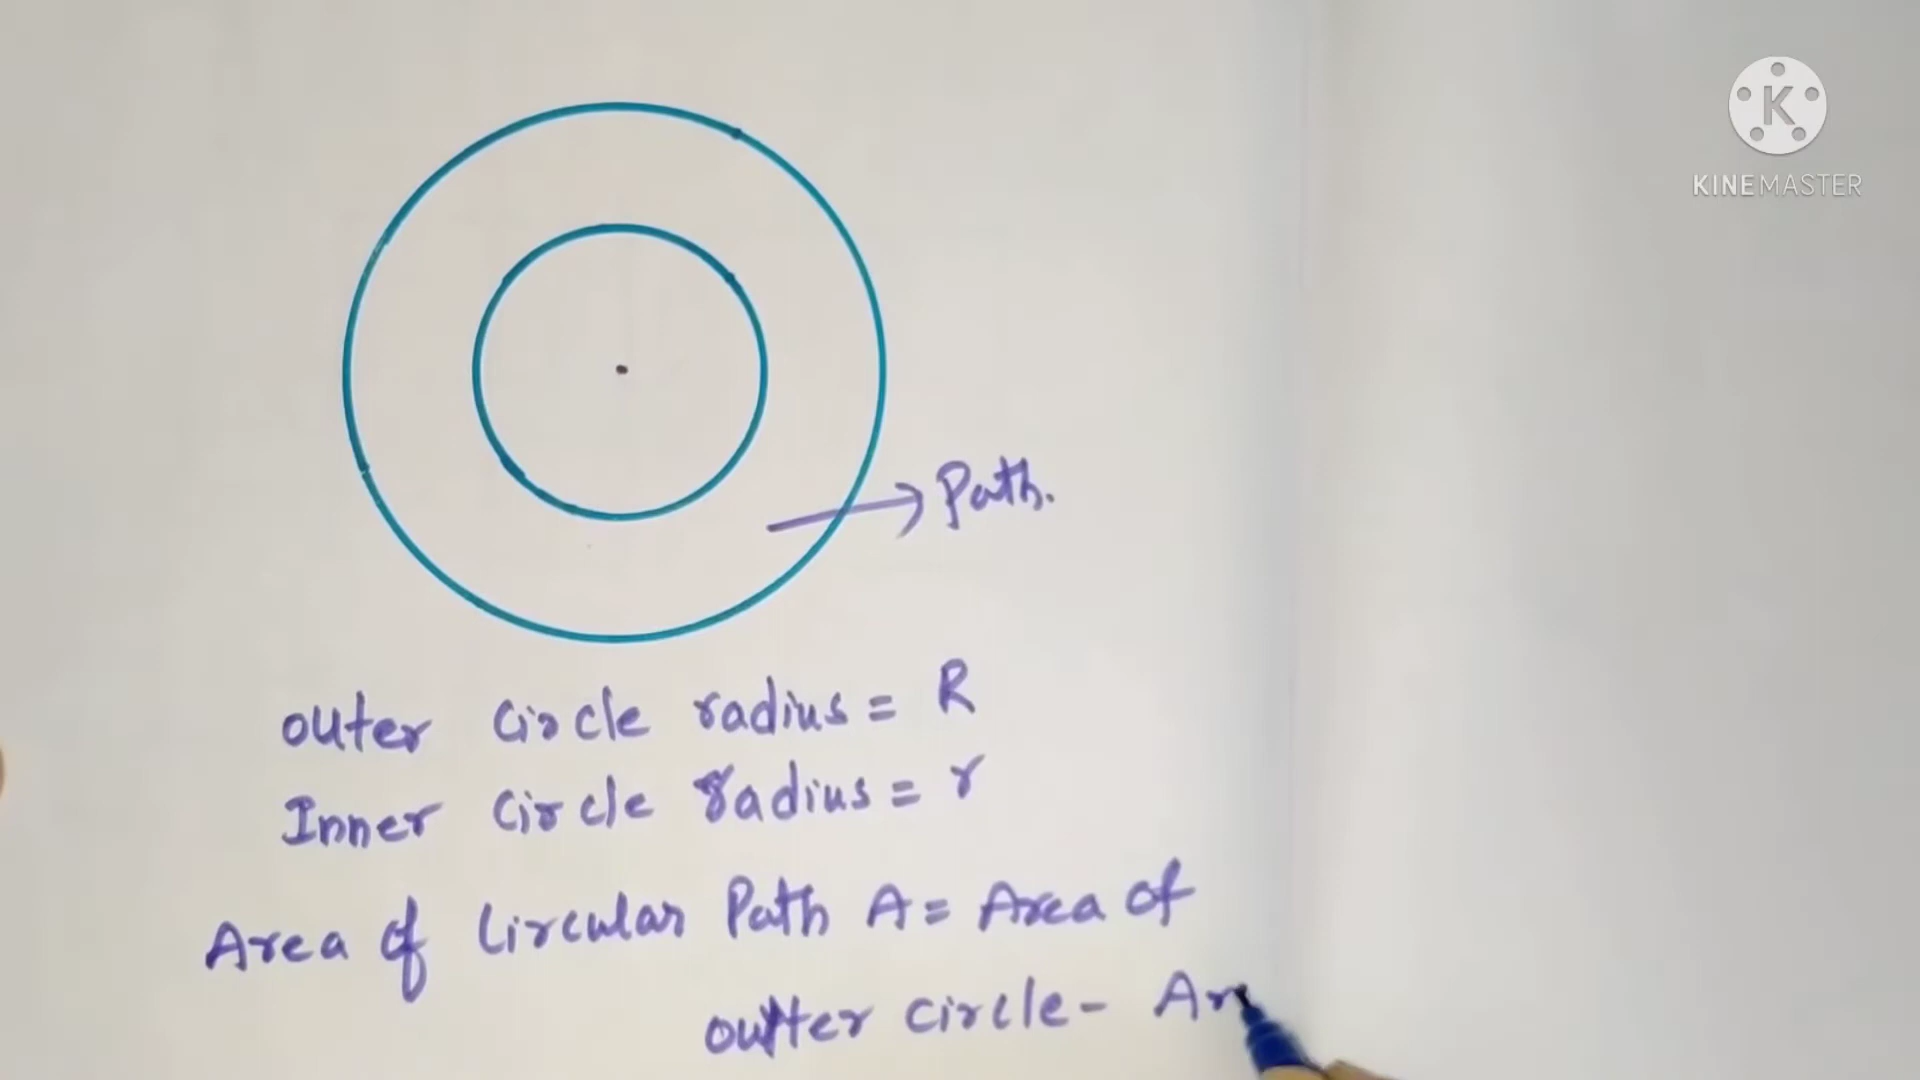 KINEMASTER
Path.
outer circle radius = R
Inner circle radius = r
Area of Circular Path A = Area of
outter circle - Ar